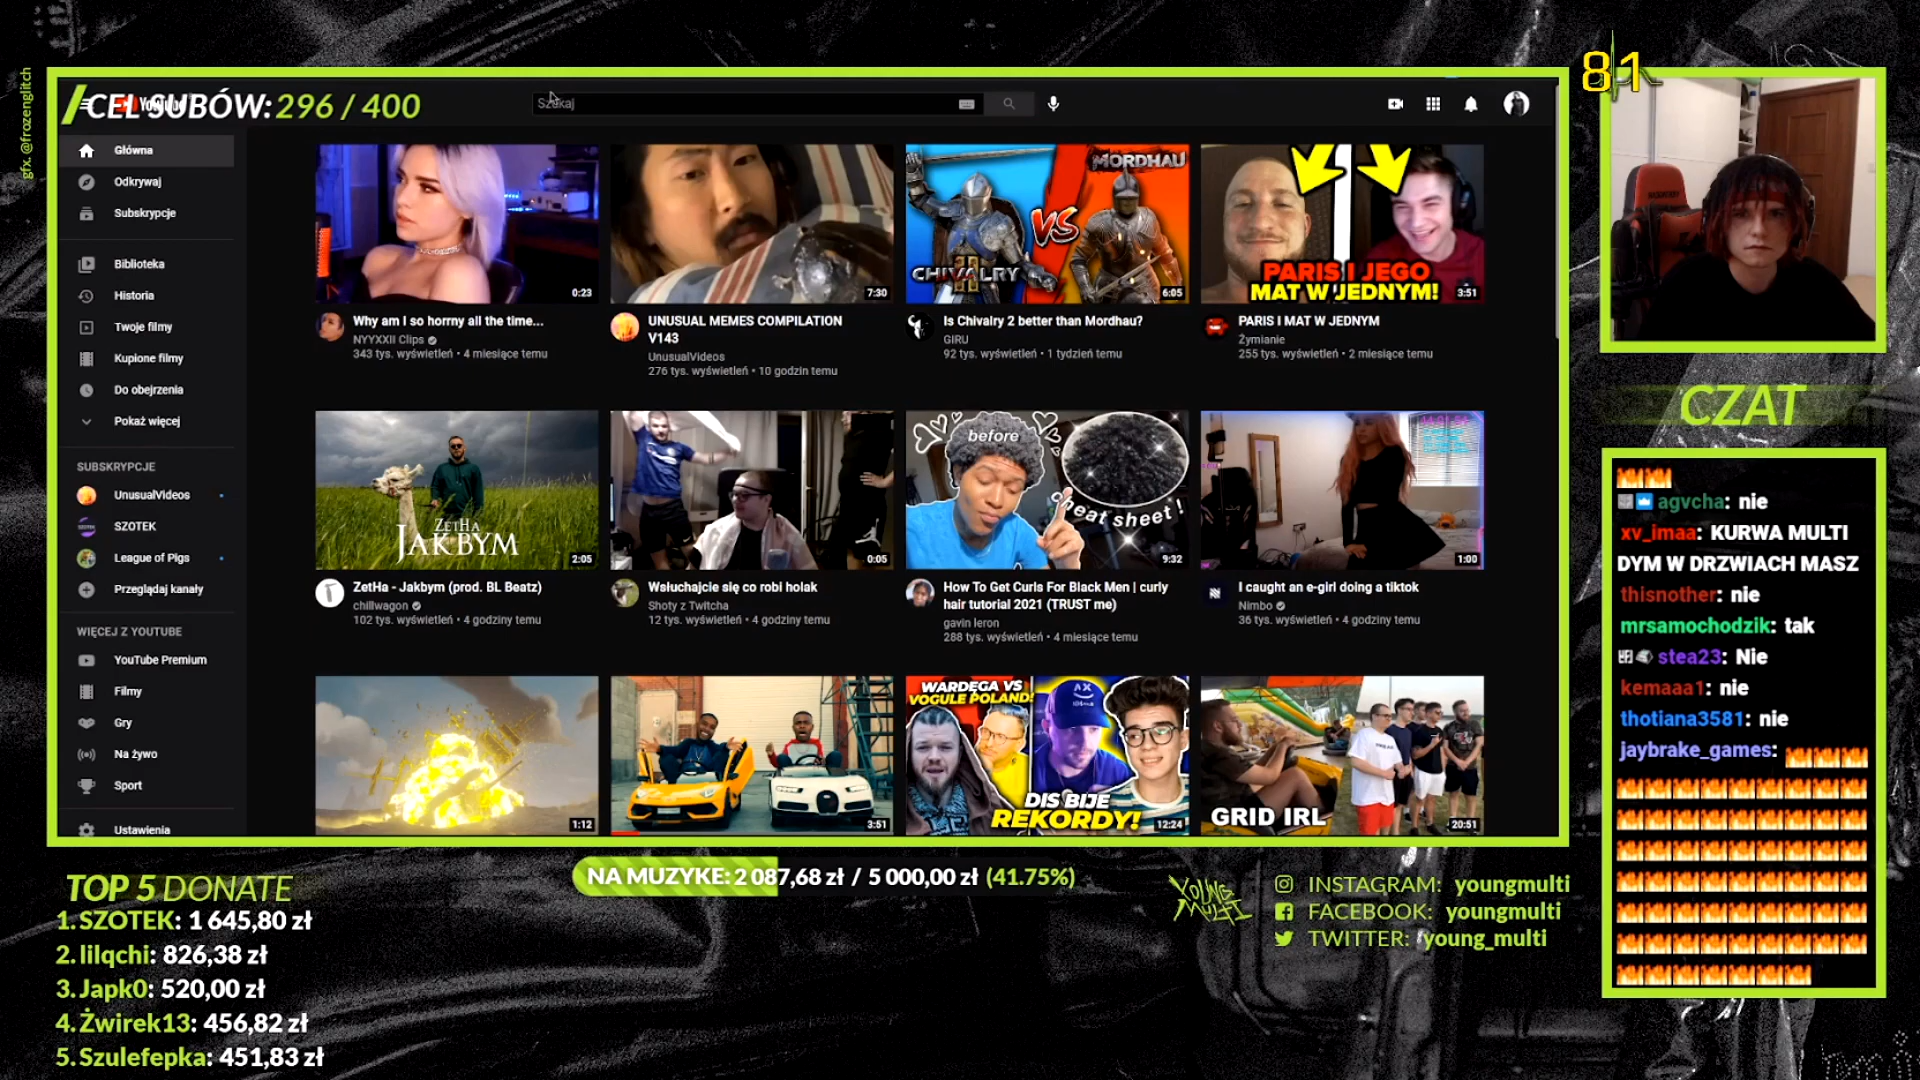 gfx. @frozenglitch
CEL SUBÓW: 296 / 400
Szukaj
81
Główna
Odkrywaj
Subskrypcje
Biblioteka
Historia
Twoje filmy
Kupione filmy
Do obejrzenia
Pokaż więcej
SUBSKRYPCJE
UnusualVideos
SZOTEK
League of Pigs
Przeglądaj kanały
WIĘCEJ Z YOUTUBE
YouTube Premium
Filmy
Gry
Na żywo
Sport
Ustawienia
0:23
Why am I so horrny all the time...
NYYXXII Clips
343 tys. wyświetleń • 4 miesiące temu
7:30
UNUSUAL MEMES COMPILATION
V143
UnusualVideos
276 tys. wyświetleń • 10 godzin temu
MORDHAU
VS
CHIVALRY
6:05
Is Chivalry 2 better than Mordhau?
GIRU
92 tys. wyświetleń • 1 tydzień temu
PARIS I JEGO
MAT W JEDNYM!
3:51
PARIS I MAT W JEDNYM
Żymianie
255 tys. wyświetleń • 2 miesiące temu
ZETHA
JAKBYM
2:05
ZetHa - Jakbym (prod. BL Beatz)
chillwagon
102 tys. wyświetleń • 4 godziny temu
0:05
Wsłuchajcie się co robi holak
Shoty z Twitcha
12 tys. wyświetleń • 4 godziny temu
before
cheat sheet !
9:32
How To Get Curls For Black Men | curly
hair tutorial 2021 (TRUST me)
gavin leron
288 tys. wyświetleń • 4 miesiące temu
1:00
I caught an e-girl doing a tiktok
Nimbo
36 tys. wyświetleń • 4 godziny temu
1:12
3:51
WARDĘGA VS
VOGULE POLAND!
DIS BIJE
REKORDY!
12:24
GRID IRL
20:51
CZAT
agvcha: nie
xv_imaa: KURWA MULTI
DYM W DRZWIACH MASZ
thisnother: nie
mrsamochodzik: tak
stea23: Nie
kemaaa1: nie
thotiana3581: nie
jaybrake_games:
TOP 5 DONATE
1. SZOTEK: 1 645,80 zł
2. lilqchi: 826,38 zł
3. Japk0: 520,00 zł
4. Żwirek13: 456,82 zł
5. Szulefepka: 451,83 zł
NA MUZYKE: 2 087,68 zł / 5 000,00 zł (41.75%)
YOUNG
MULTI
INSTAGRAM: youngmulti
FACEBOOK: youngmulti
TWITTER: young_multi